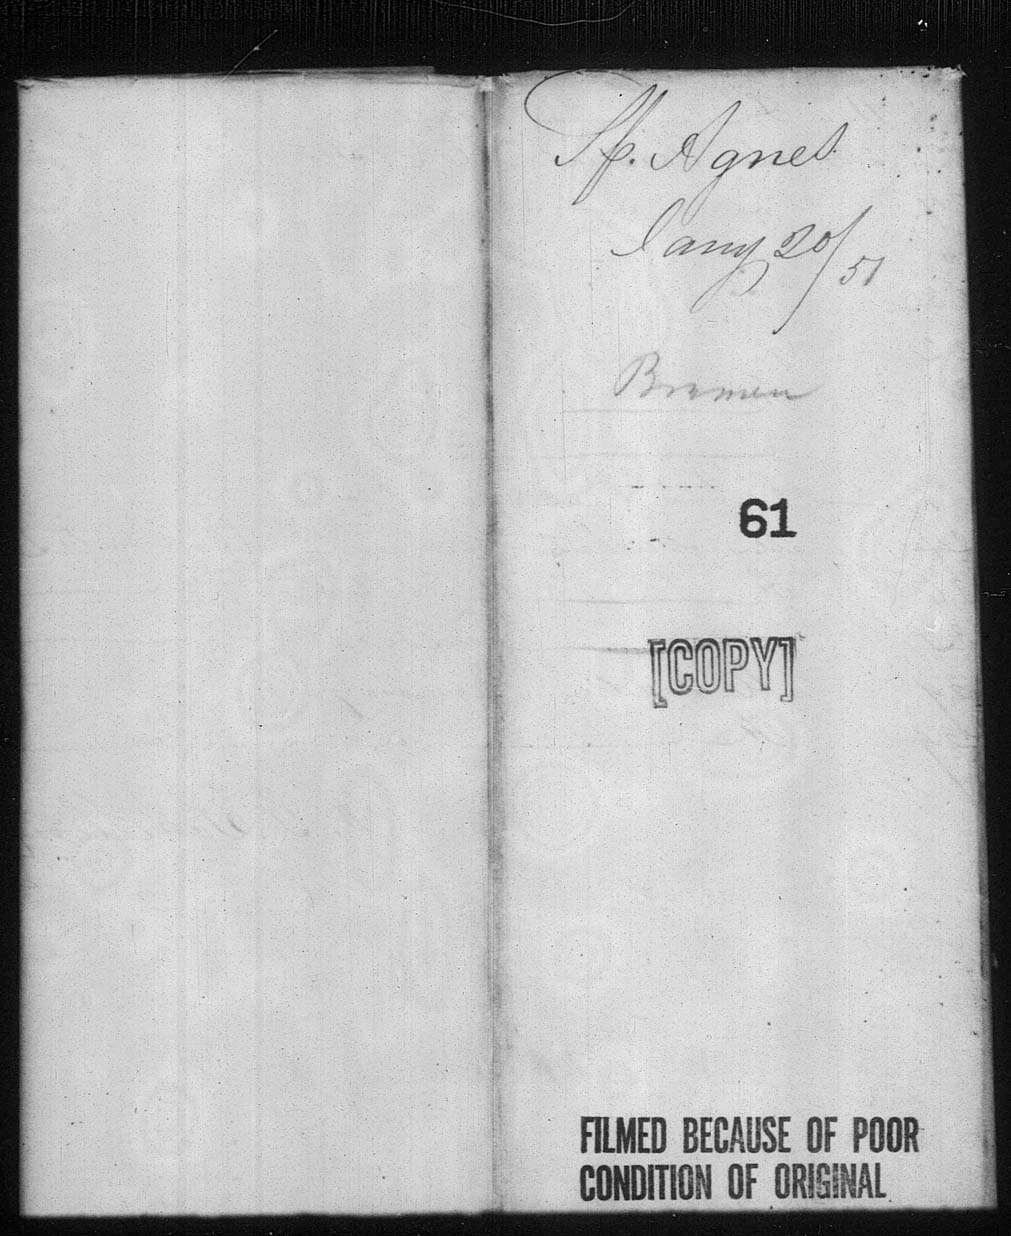 Sp. Agnes
Jany 20/51
Bremen
61
[COPY]
FILMED BECAUSE OF POOR
CONDITION OF ORIGINAL